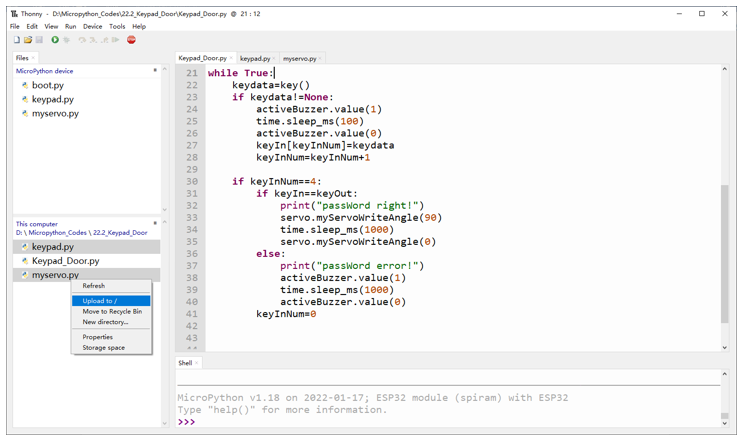 Thonny - D:\Micropython_Codes\22.2_Keypad_Door\Keypad_Door.py @ 21 : 12
File Edit View Run Device Tools Help
Files
MicroPython device
boot.py
keypad.py
myservo.py
This computer
D: \ Micropython_Codes \ 22.2_Keypad_Door
keypad.py
Keypad_Door.py
myservo.py
Refresh
Upload to /
Move to Recycle Bin
New directory...
Properties
Storage space
Keypad_Door.py keypad.py myservo.py
21 while True:
22 keydata=key()
23 if keydata!=None:
24 activeBuzzer.value(1)
25 time.sleep_ms(100)
26 activeBuzzer.value(0)
27 keyIn[keyInNum]=keydata
28 keyInNum=keyInNum+1
29
30 if keyInNum==4:
31 if keyIn==keyOut:
32 print("passWord right!")
33 servo.myServoWriteAngle(90)
34 time.sleep_ms(1000)
35 servo.myServoWriteAngle(0)
36 else:
37 print("passWord error!")
38 activeBuzzer.value(1)
39 time.sleep_ms(1000)
40 activeBuzzer.value(0)
41 keyInNum=0
42
43
Shell
MicroPython v1.18 on 2022-01-17; ESP32 module (spiram) with ESP32
Type "help()" for more information.
>>>